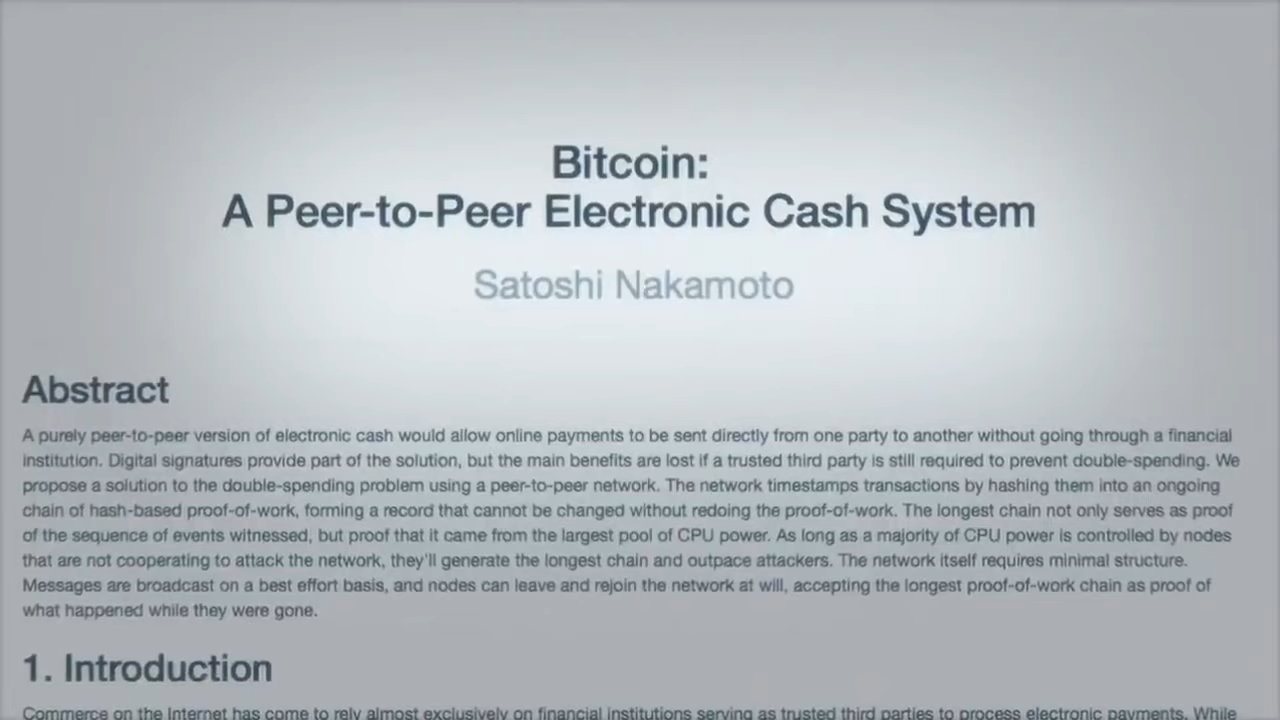 Bitcoin:
A Peer-to-Peer Electronic Cash System
Satoshi Nakamoto
Abstract
A purely peer-to-peer version of electronic cash would allow online payments to be sent directly from one party to another without going through a financial
institution. Digital signatures provide part of the solution, but the main benefits are lost if a trusted third party is still required to prevent double-spending. We
propose a solution to the double-spending problem using a peer-to-peer network. The network timestamps transactions by hashing them into an ongoing
chain of hash-based proof-of-work, forming a record that cannot be changed without redoing the proof-of-work. The longest chain not only serves as proof
of the sequence of events witnessed, but proof that it came from the largest pool of CPU power. As long as a majority of CPU power is controlled by nodes
that are not cooperating to attack the network, they'll generate the longest chain and outpace attackers. The network itself requires minimal structure.
Messages are broadcast on a best effort basis, and nodes can leave and rejoin the network at will, accepting the longest proof-of-work chain as proof of
what happened while they were gone.
1. Introduction
Commerce on the Internet has come to rely almost exclusively on financial institutions serving as trusted third parties to process electronic payments. While